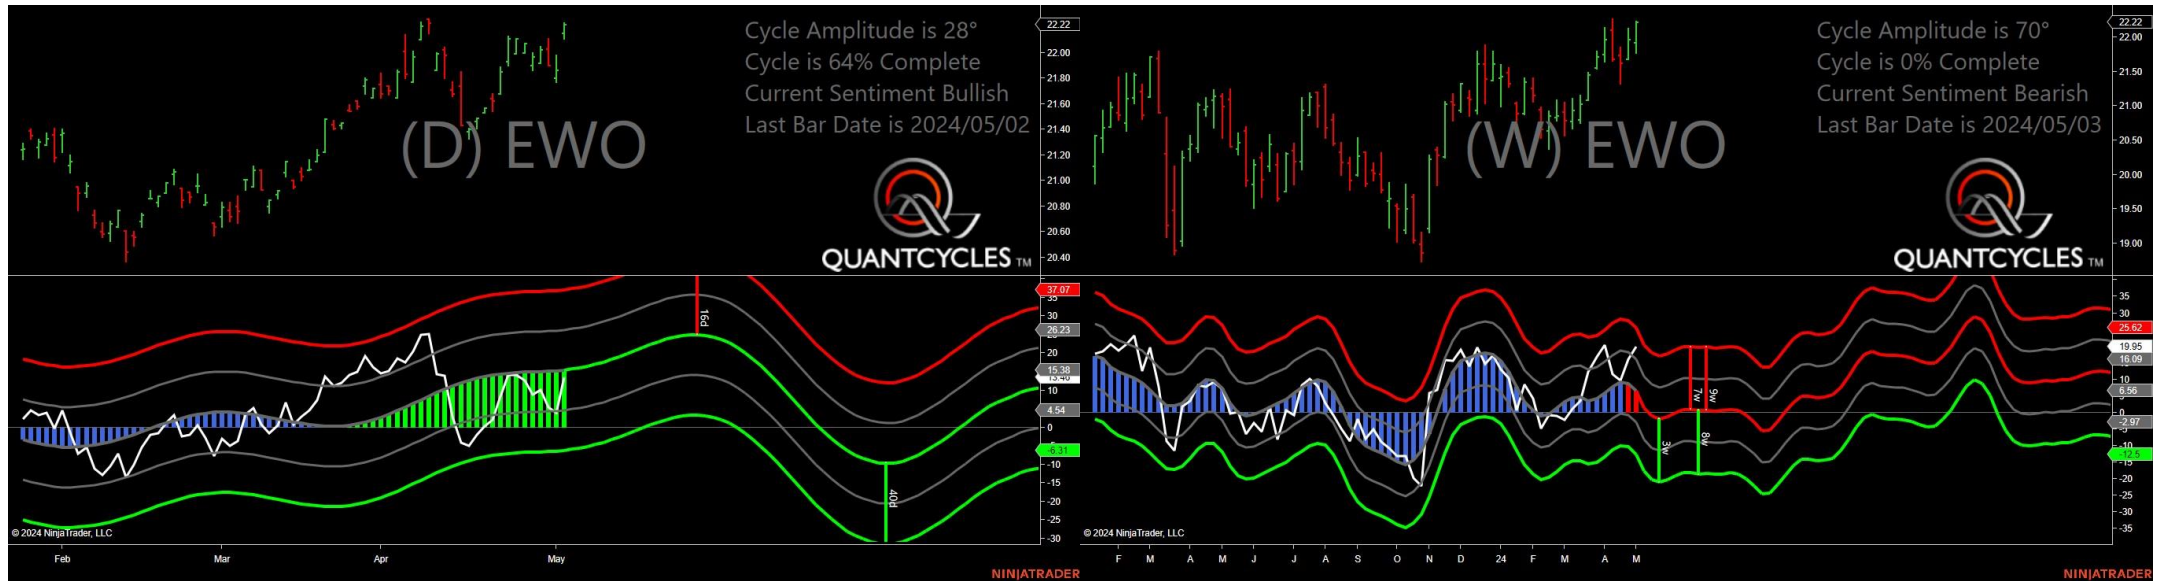 Cycle Amplitude is 28°
Cycle is 64% Complete
Current Sentiment Bullish
Last Bar Date is 2024/05/02
(D) EWO
QUANTCYCLES TM
22.22
22.00
21.80
21.60
21.40
21.20
21.00
20.80
20.60
20.40
37.07
35
30
26.23
20
15.38
10
4.54
0
-6.31
-10
-15
-20
-25
-30
16d
40d
© 2024 NinjaTrader, LLC
Feb Mar Apr May
NINJATRADER
Cycle Amplitude is 70°
Cycle is 0% Complete
Current Sentiment Bearish
Last Bar Date is 2024/05/03
(W) EWO
QUANTCYCLES TM
22.22
22.00
21.50
21.00
20.50
20.00
19.50
19.00
35
30
25.62
19.95
16.09
10
6.56
0
-2.97
-10
-12.5
-20
-25
-30
-35
7w 9w
3w 8w
© 2024 NinjaTrader, LLC
F M A M J J A S O N D 24 F M A M
NINJATRADER